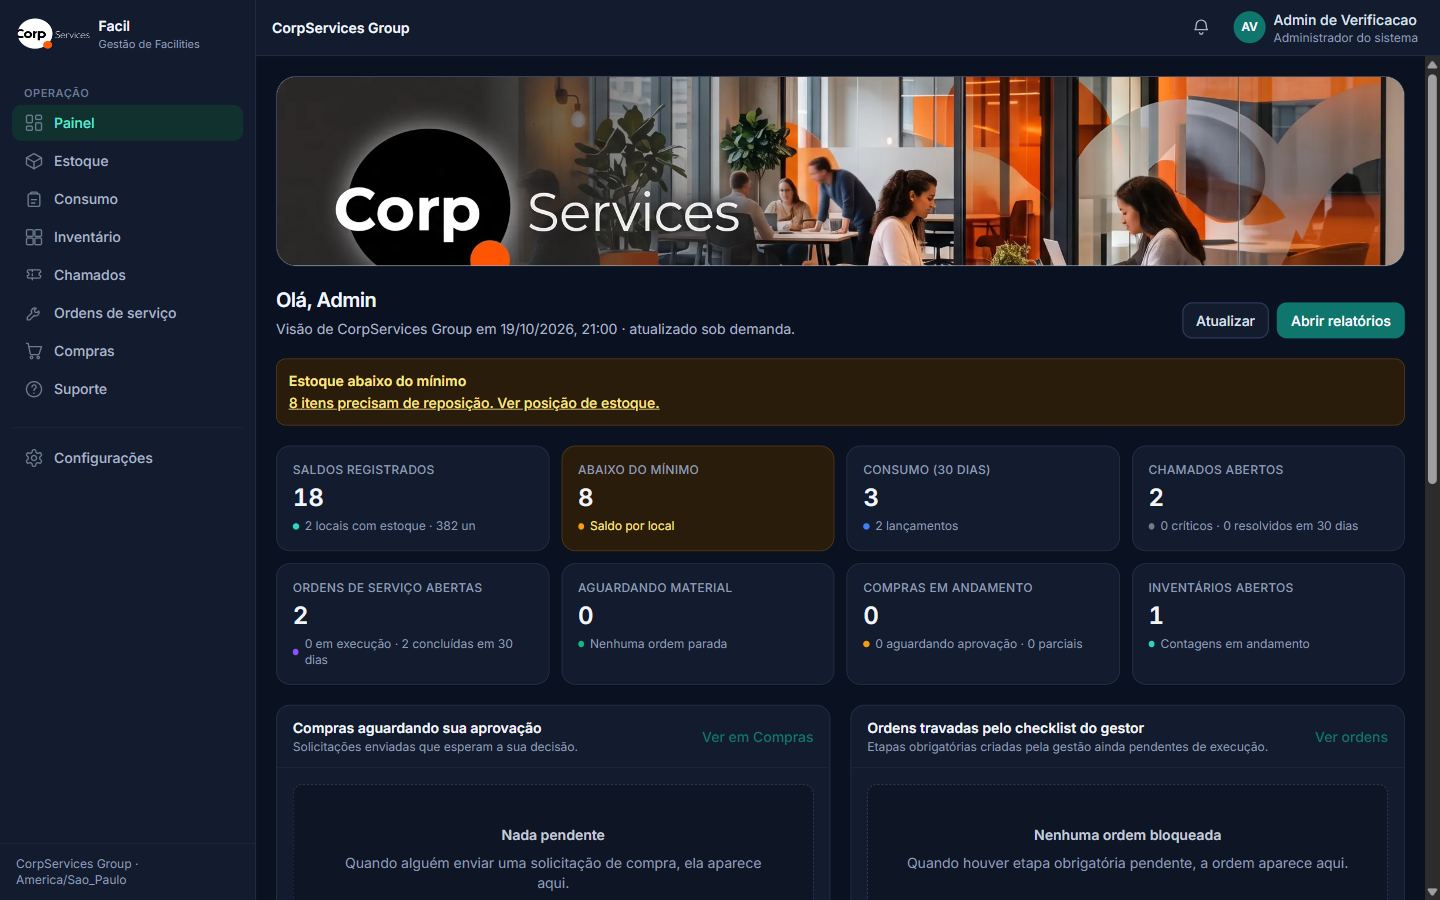 Corp Services
Facil
Gestão de Facilities
CorpServices Group
AV
Admin de Verificacao
Administrador do sistema
OPERAÇÃO
Painel
Estoque
Consumo
Inventário
Chamados
Ordens de serviço
Compras
Suporte
Configurações
CorpServices Group ·
America/Sao_Paulo
Corp Services
Olá, Admin
Visão de CorpServices Group em 19/10/2026, 21:00 · atualizado sob demanda.
Atualizar
Abrir relatórios
Estoque abaixo do mínimo
8 itens precisam de reposição. Ver posição de estoque.
SALDOS REGISTRADOS
18
2 locais com estoque · 382 un
ABAIXO DO MÍNIMO
8
Saldo por local
CONSUMO (30 DIAS)
3
2 lançamentos
CHAMADOS ABERTOS
2
0 críticos · 0 resolvidos em 30 dias
ORDENS DE SERVIÇO ABERTAS
2
0 em execução · 2 concluídas em 30
dias
AGUARDANDO MATERIAL
0
Nenhuma ordem parada
COMPRAS EM ANDAMENTO
0
0 aguardando aprovação · 0 parciais
INVENTÁRIOS ABERTOS
1
Contagens em andamento
Compras aguardando sua aprovação
Solicitações enviadas que esperam a sua decisão.
Ver em Compras
Nada pendente
Quando alguém enviar uma solicitação de compra, ela aparece
aqui.
Ordens travadas pelo checklist do gestor
Etapas obrigatórias criadas pela gestão ainda pendentes de execução.
Ver ordens
Nenhuma ordem bloqueada
Quando houver etapa obrigatória pendente, a ordem aparece aqui.